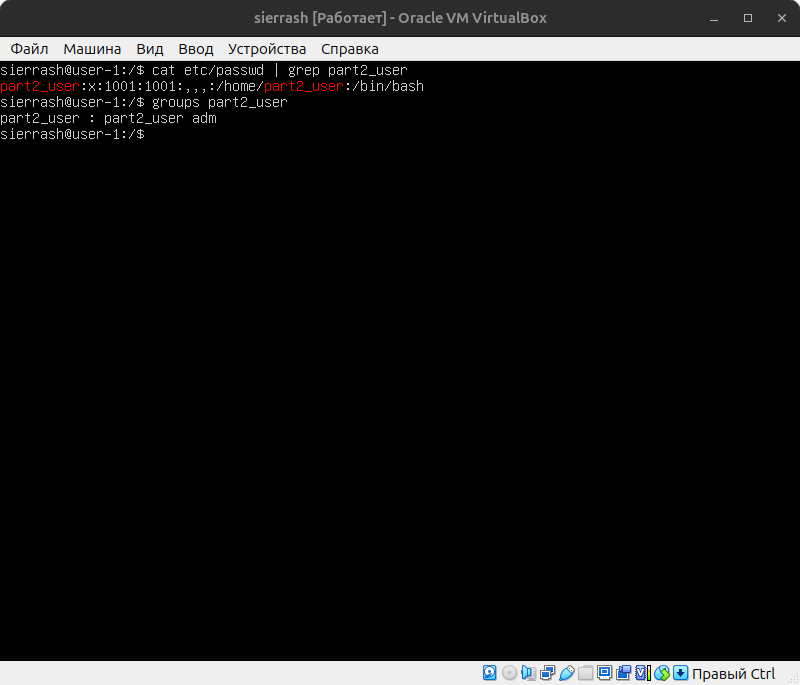 sierrash [Работает] - Oracle VM VirtualBox
Файл Машина Вид Ввод Устройства Справка
sierrash@user-1:/$ cat etc/passwd | grep part2_user
part2_user:x:1001:1001:,,,:/home/part2_user:/bin/bash
sierrash@user-1:/$ groups part2_user
part2_user : part2_user adm
sierrash@user-1:/$
Правый Ctrl